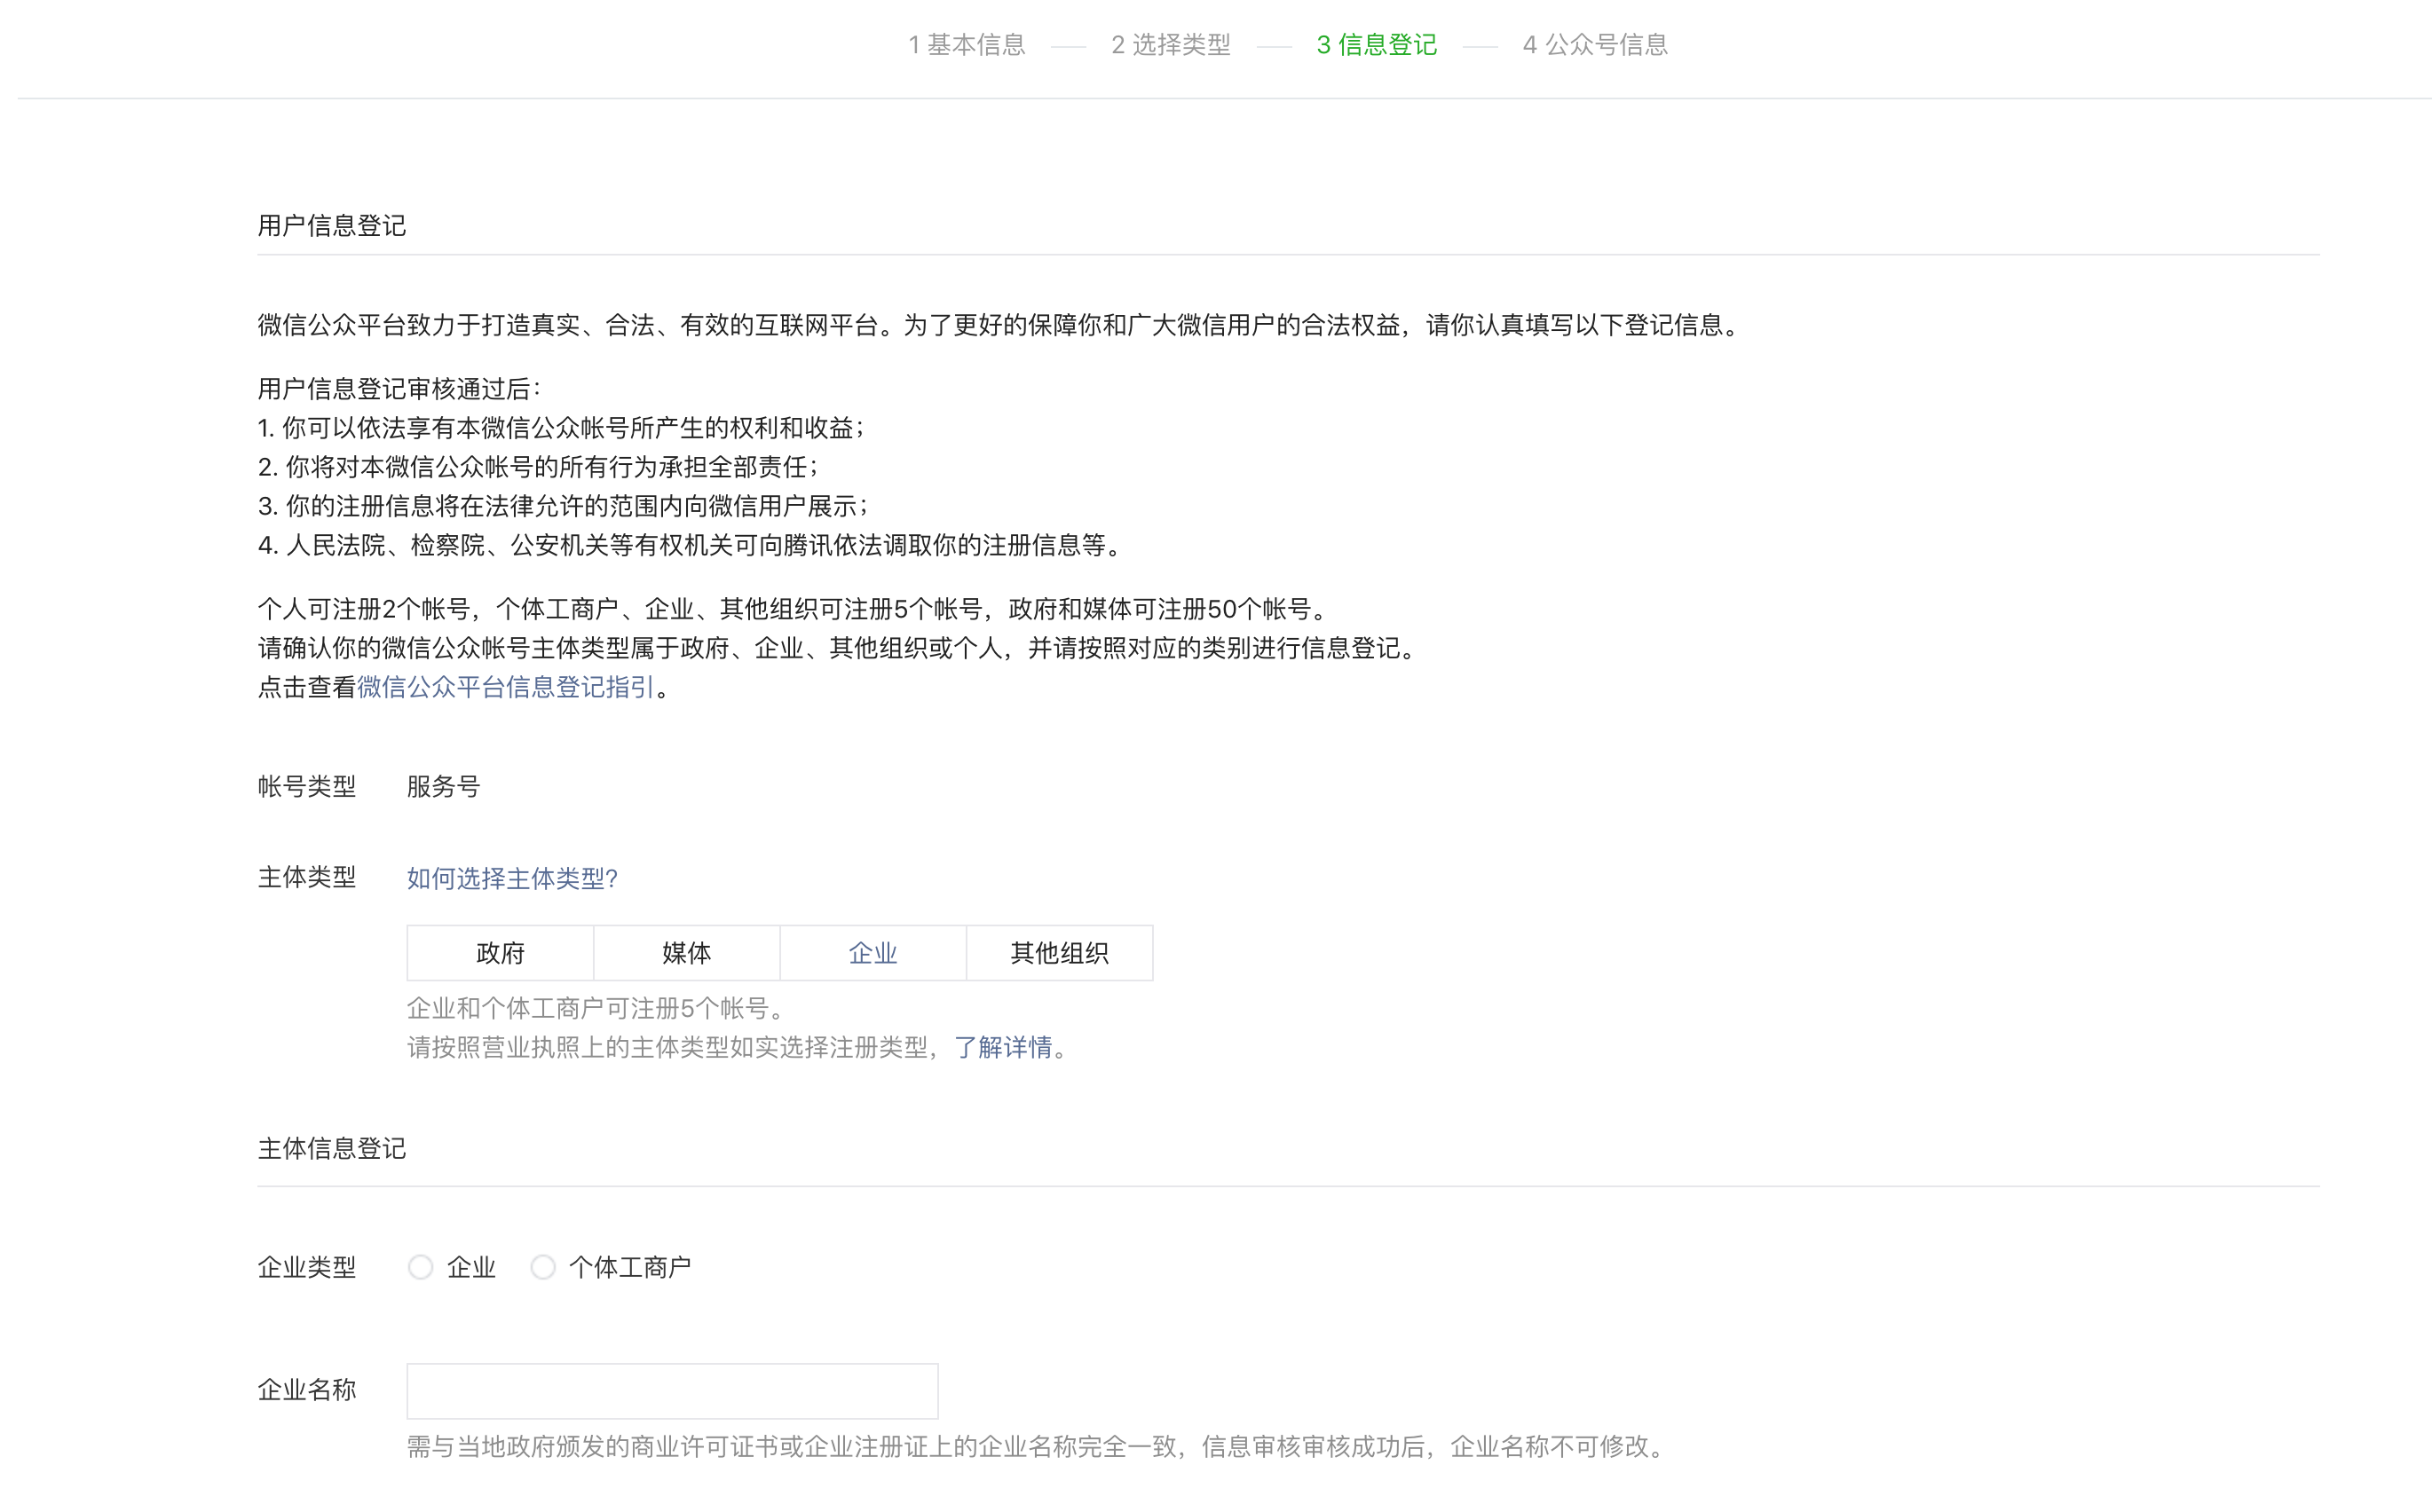 1 基本信息 2 选择类型 3 信息登记 4 公众号信息
用户信息登记
微信公众平台致力于打造真实、合法、有效的互联网平台。为了更好的保障你和广大微信用户的合法权益，请你认真填写以下登记信息。
用户信息登记审核通过后：
1. 你可以依法享有本微信公众帐号所产生的权利和收益；
2. 你将对本微信公众帐号的所有行为承担全部责任；
3. 你的注册信息将在法律允许的范围内向微信用户展示；
4. 人民法院、检察院、公安机关等有权机关可向腾讯依法调取你的注册信息等。
个人可注册2个帐号，个体工商户、企业、其他组织可注册5个帐号，政府和媒体可注册50个帐号。
请确认你的微信公众帐号主体类型属于政府、企业、其他组织或个人，并请按照对应的类别进行信息登记。
点击查看微信公众平台信息登记指引。
帐号类型 服务号
主体类型 如何选择主体类型?
政府 媒体 企业 其他组织
企业和个体工商户可注册5个帐号。
请按照营业执照上的主体类型如实选择注册类型，了解详情。
主体信息登记
企业类型 企业 个体工商户
企业名称
需与当地政府颁发的商业许可证书或企业注册证上的企业名称完全一致，信息审核审核成功后，企业名称不可修改。